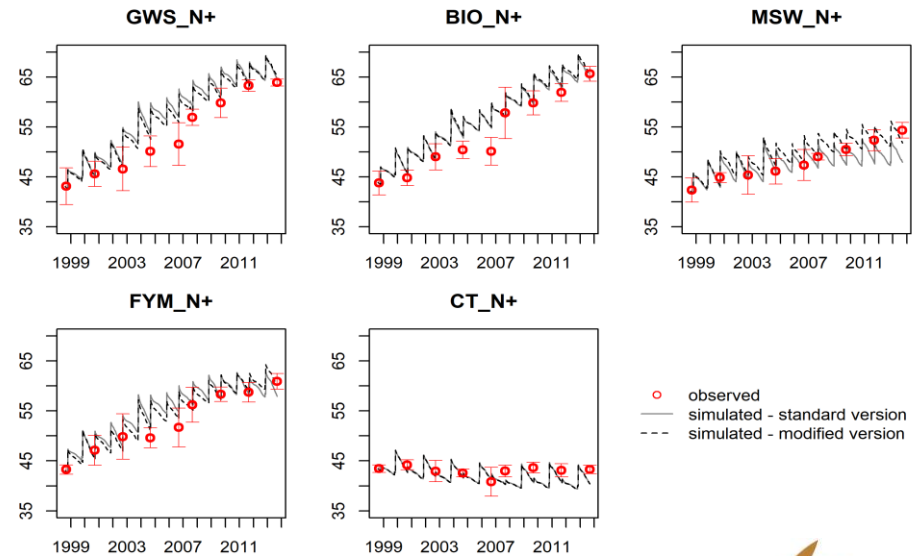 GWS_N+
BIO_N+
MSW_N+
65
55
45
35
1999 2003 2007 2011
65
55
45
35
1999 2003 2007 2011
65
55
45
35
1999 2003 2007 2011
FYM_N+
CT_N+
65
55
45
35
1999 2003 2007 2011
65
55
45
35
1999 2003 2007 2011
observed
simulated - standard version
simulated - modified version